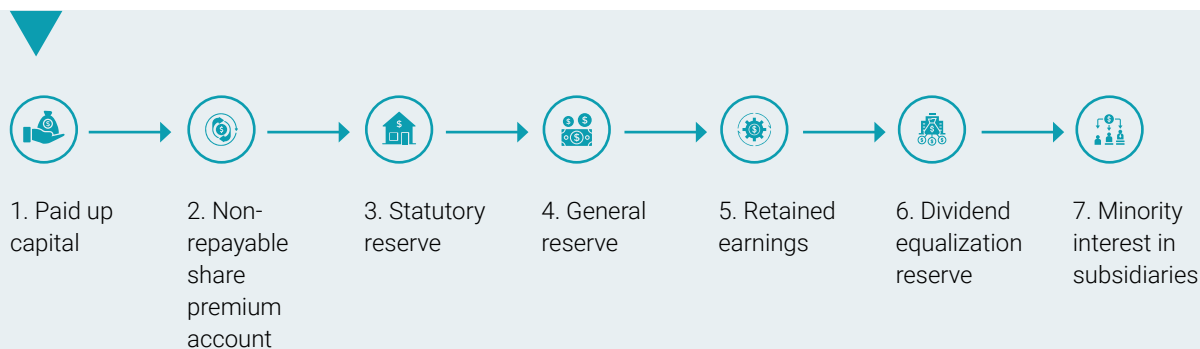 1. Paid up
capital
2. Non-
repayable
share
premium
account
3. Statutory
reserve
4. General
reserve
5. Retained
earnings
6. Dividend
equalization
reserve
7. Minority
interest in
subsidiaries